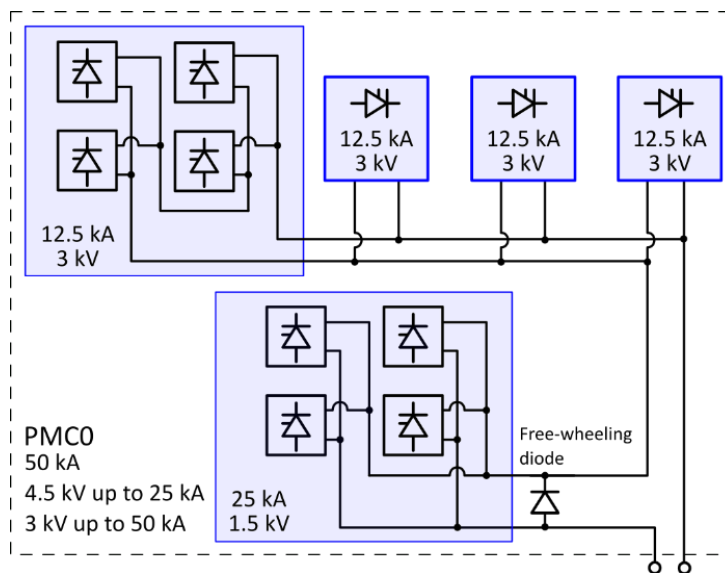 12.5 kA
3 kV
12.5 kA
3 kV
12.5 kA
3 kV
12.5 kA
3 kV
PMC0
50 kA
4.5 kV up to 25 kA
3 kV up to 50 kA
25 kA
1.5 kV
Free-wheeling
diode